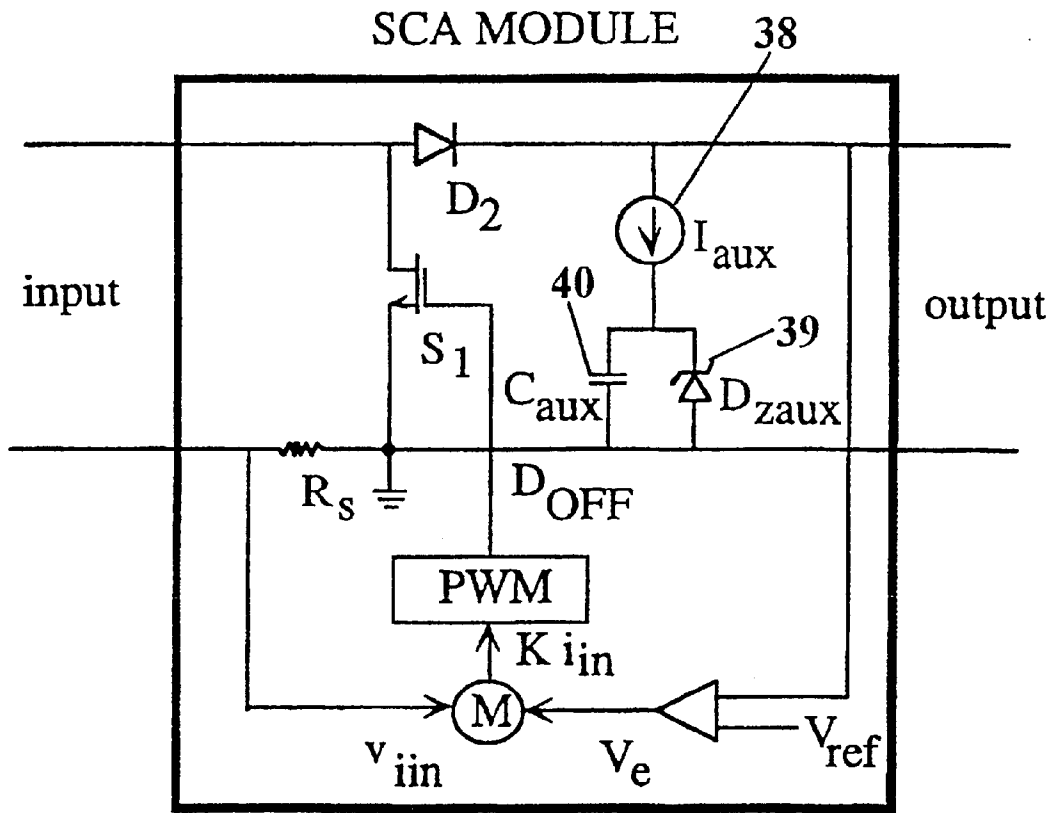 SCA MODULE
38
D2
Iaux
input
40
output
S1
39
Caux
Dzaux
Rs
DOFF
PWM
K iin
M
viin
Ve
Vref